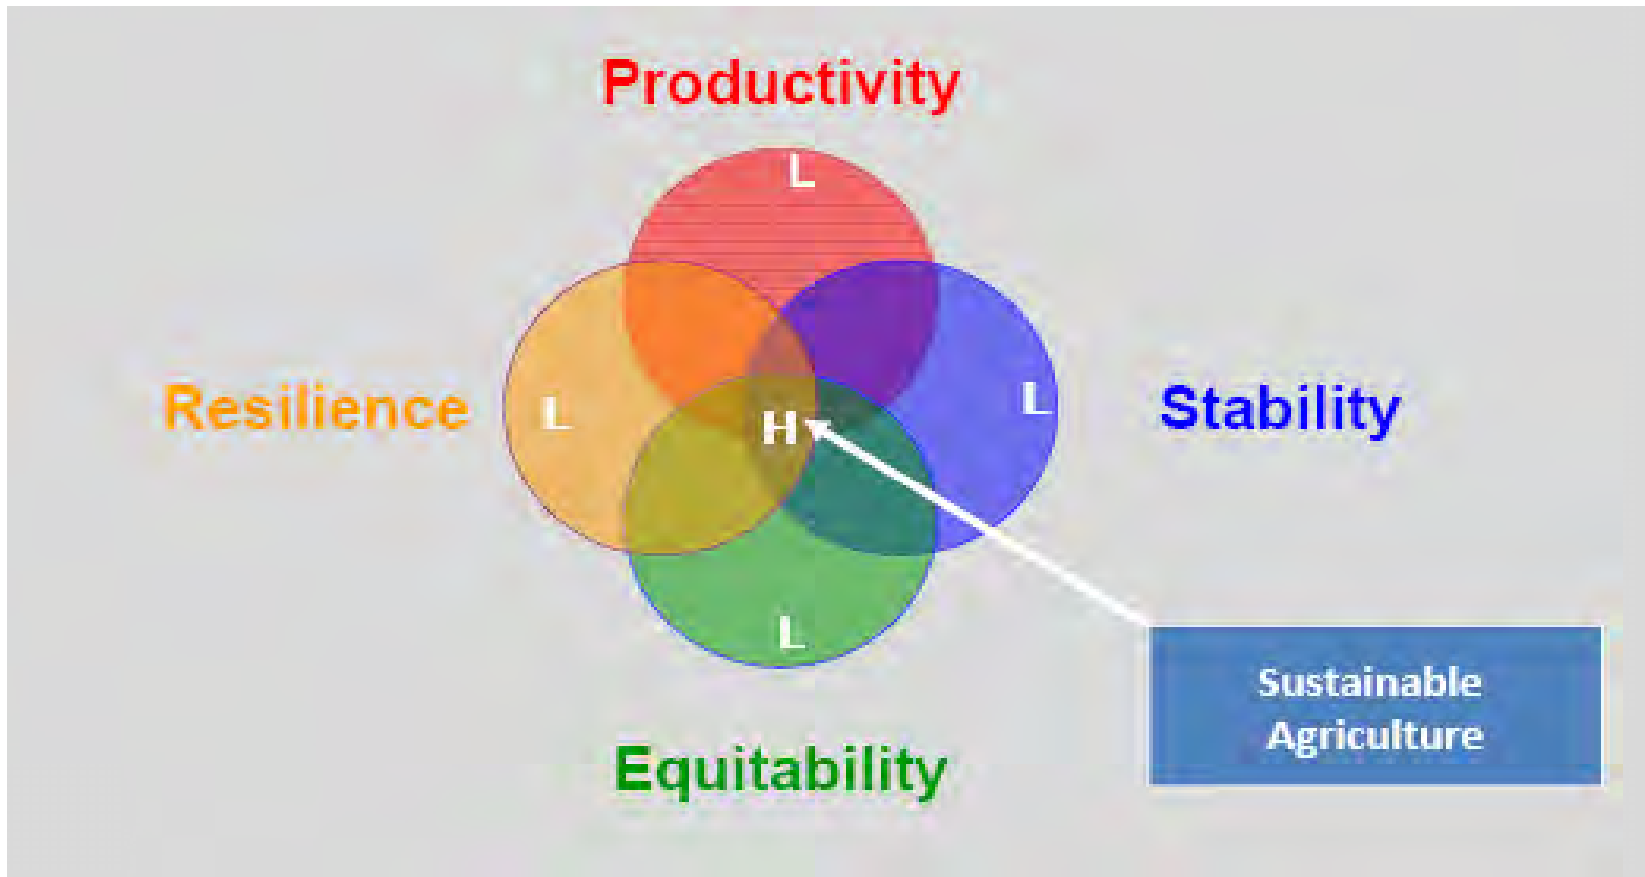 Productivity
L
Resilience
L
H
L
Stability
L
Equitability
Sustainable
Agriculture